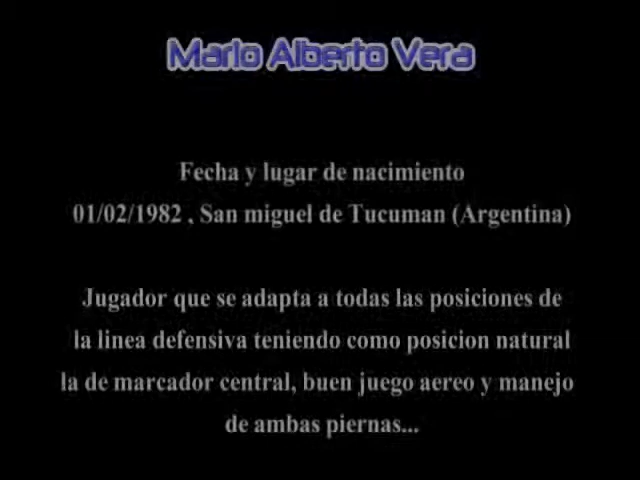 Mario Alberto Vera
Fecha y lugar de nacimiento
01/02/1982 , San miguel de Tucuman (Argentina)
Jugador que se adapta a todas las posiciones de
la linea defensiva teniendo como posicion natural
la de marcador central, buen juego aereo y manejo
de ambas piernas...